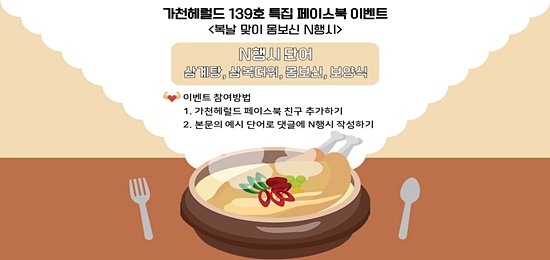 가천헤럴드 139호 특집 페이스북 이벤트
<복날 맞이 몸보신 N행시>
N행시 단어
삼계탕, 삼복더위, 몸보신, 보양식
이벤트 참여방법
1. 가천헤럴드 페이스북 친구 추가하기
2. 본문의 예시 단어로 댓글에 N행시 작성하기